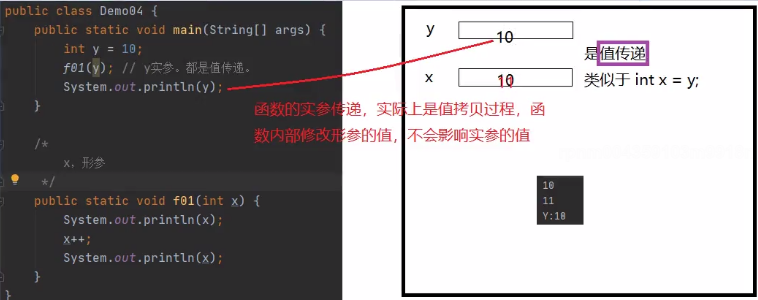 public class Demo04 {
public static void main(String[] args) {
int y = 10;
f01(y); // y实参。都是值传递。
System.out.println(y);
}
/*
x，形参
*/
public static void f01(int x) {
System.out.println(x);
x++;
System.out.println(x);
}
}
函数的实参传递，实际上是值拷贝过程，函
数内部修改形参的值，不会影响实参的值
y
10
是值传递
x
10
11
类似于 int x = y;
10
11
Y:10